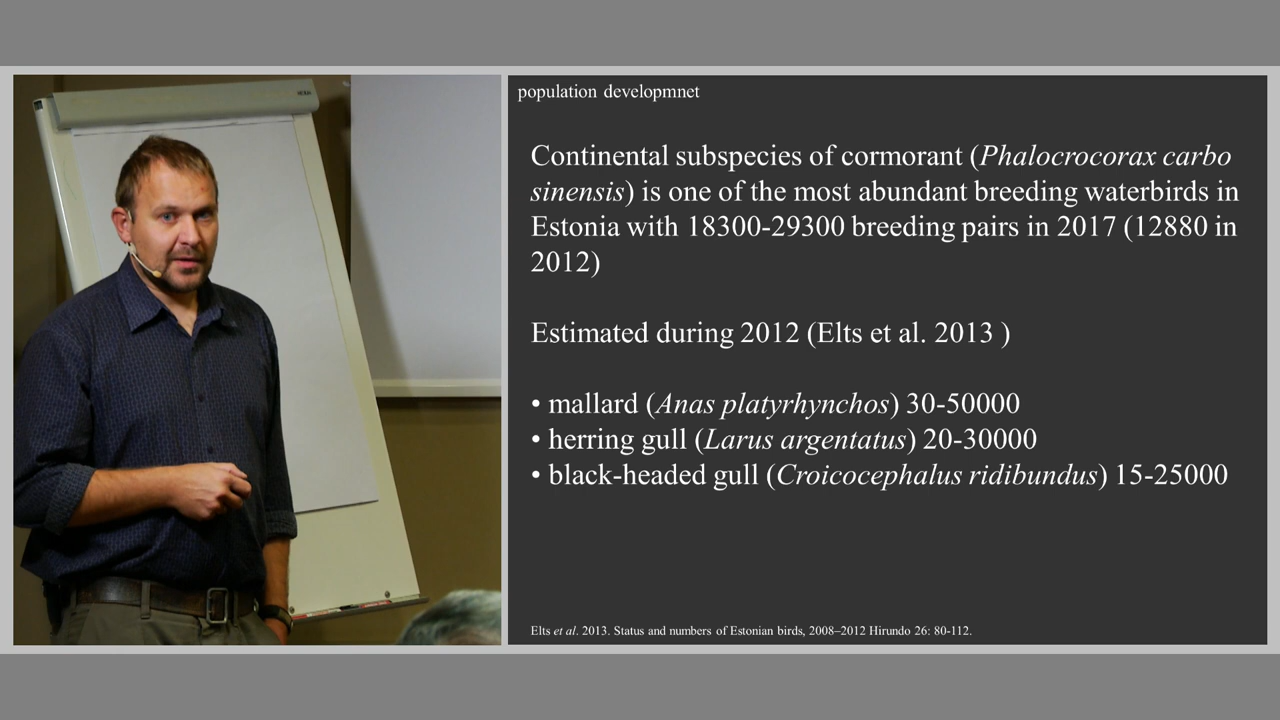 population developmnet
Continental subspecies of cormorant (Phalocrocorax carbo
sinensis) is one of the most abundant breeding waterbirds in
Estonia with 18300-29300 breeding pairs in 2017 (12880 in
2012)
Estimated during 2012 (Elts et al. 2013 )
• mallard (Anas platyrhynchos) 30-50000
• herring gull (Larus argentatus) 20-30000
• black-headed gull (Croicocephalus ridibundus) 15-25000
Elts et al. 2013. Status and numbers of Estonian birds, 2008–2012 Hirundo 26: 80-112.